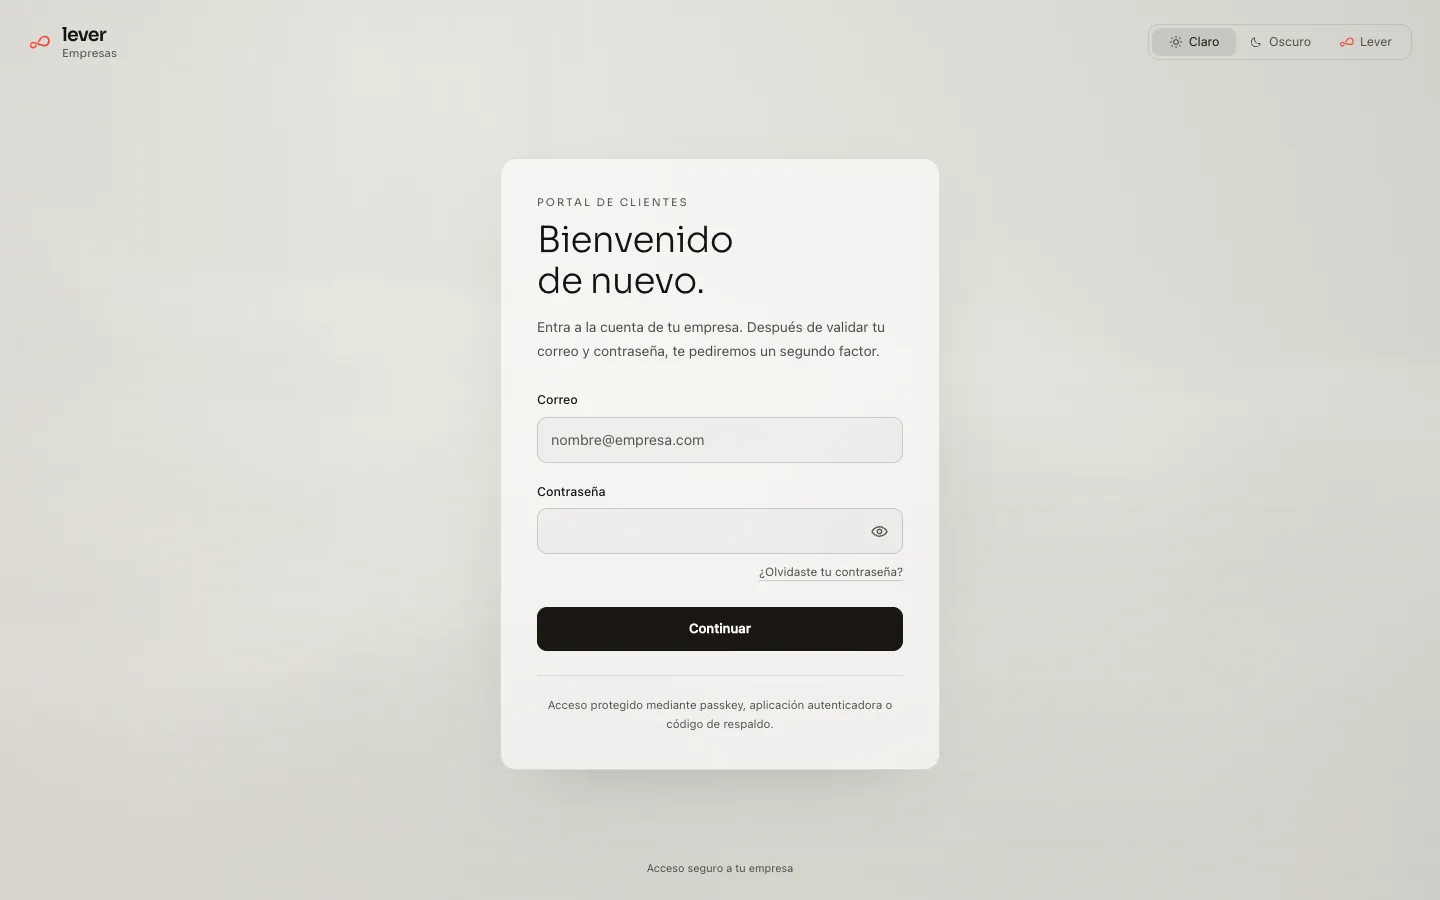 lever
Empresas
Claro
Oscuro
Lever
PORTAL DE CLIENTES
Bienvenido
de nuevo.
Entra a la cuenta de tu empresa. Después de validar tu
correo y contraseña, te pediremos un segundo factor.
Correo
nombre@empresa.com
Contraseña
¿Olvidaste tu contraseña?
Continuar
Acceso protegido mediante passkey, aplicación autenticadora o
código de respaldo.
Acceso seguro a tu empresa